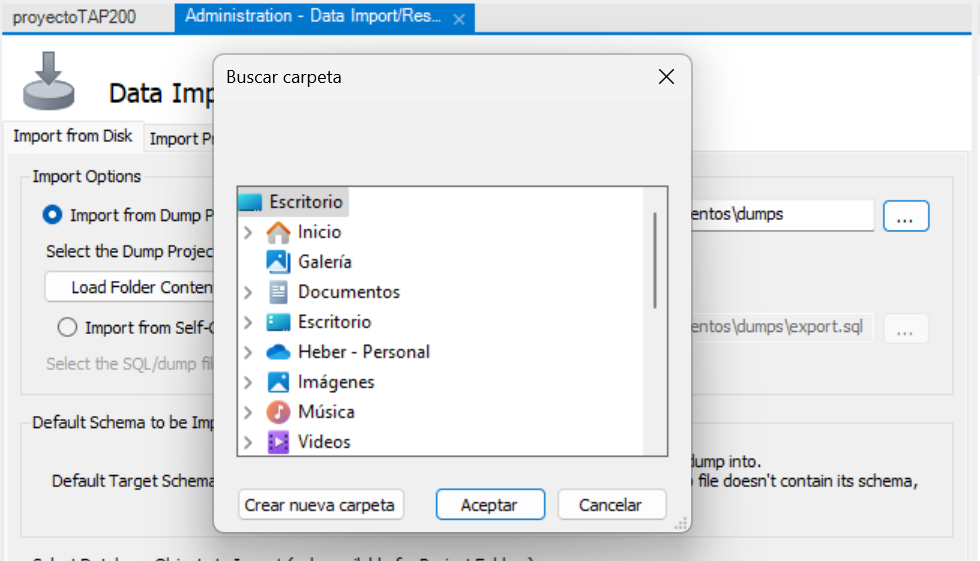 proyectoTAP200
Administration - Data Import/Res...
Buscar carpeta
Data Imp
Import from Disk
Import Pr
Import Options
Escritorio
Import from Dump P
entos\dumps
...
Inicio
Select the Dump Projec
Galería
Load Folder Conten
Documentos
Import from Self-C
Escritorio
entos\dumps\export.sql
...
Heber - Personal
Select the SQL/dump fil
Imágenes
Música
Default Schema to be Imp
Videos
dump into.
Default Target Schema
file doesn't contain its schema,
Crear nueva carpeta
Aceptar
Cancelar